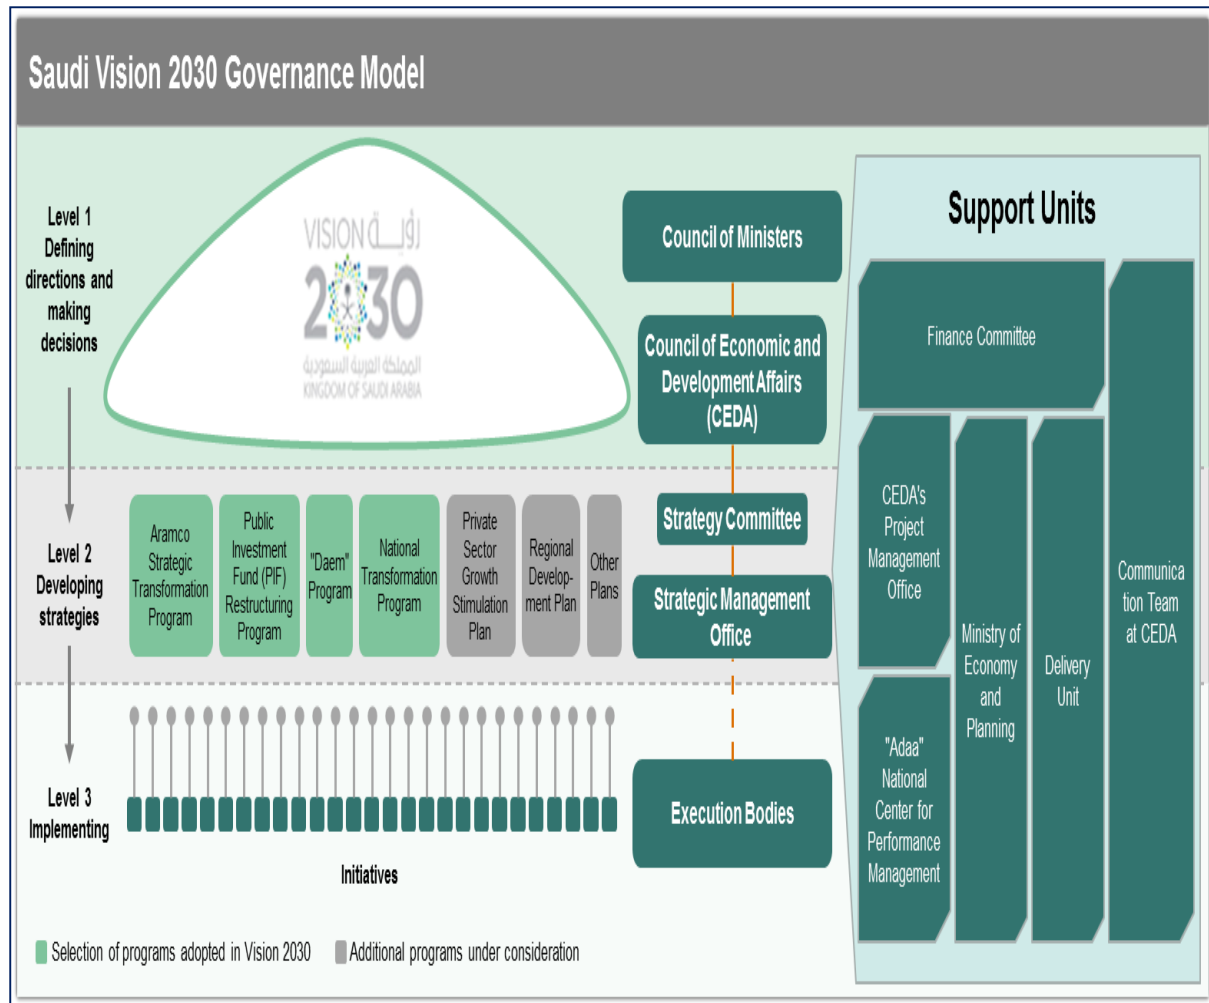 Saudi Vision 2030 Governance Model
Level 1
Defining
directions and
making
decisions
VISION رؤيـــة
2030
المملكة العربية السعودية
KINGDOM OF SAUDI ARABIA
Council of Ministers
Council of Economic and
Development Affairs
(CEDA)
Level 2
Developing
strategies
Aramco
Strategic
Transformation
Program
Public
Investment
Fund (PIF)
Restructuring
Program
"Daem"
Program
National
Transformation
Program
Private
Sector
Growth
Stimulation
Plan
Regional
Develop-
ment Plan
Other
Plans
Strategy Committee
Strategic Management
Office
Level 3
Implementing
Initiatives
Execution Bodies
Support Units
Finance Committee
CEDA's
Project
Management
Office
Ministry of
Economy
and
Planning
Delivery
Unit
Communica
tion Team
at CEDA
"Adaa"
National
Center for
Performance
Management
Selection of programs adopted in Vision 2030
Additional programs under consideration